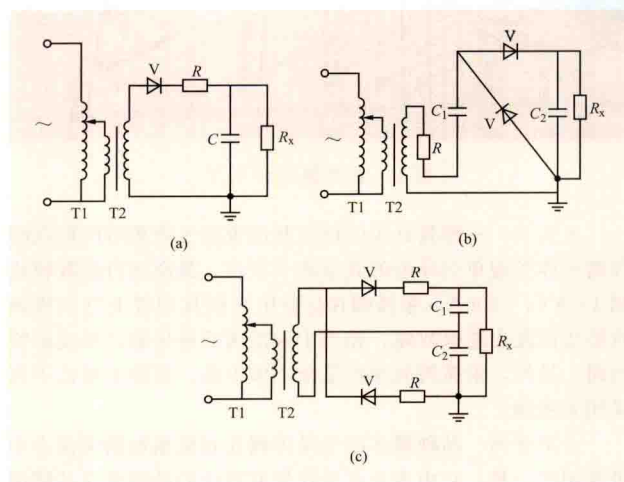 V R
C
Rx
~
T1 T2
(a)
V
C1
V
C2
Rx
R
~
T1 T2
(b)
V R
C1
C2
Rx
~
V R
T1 T2
(c)